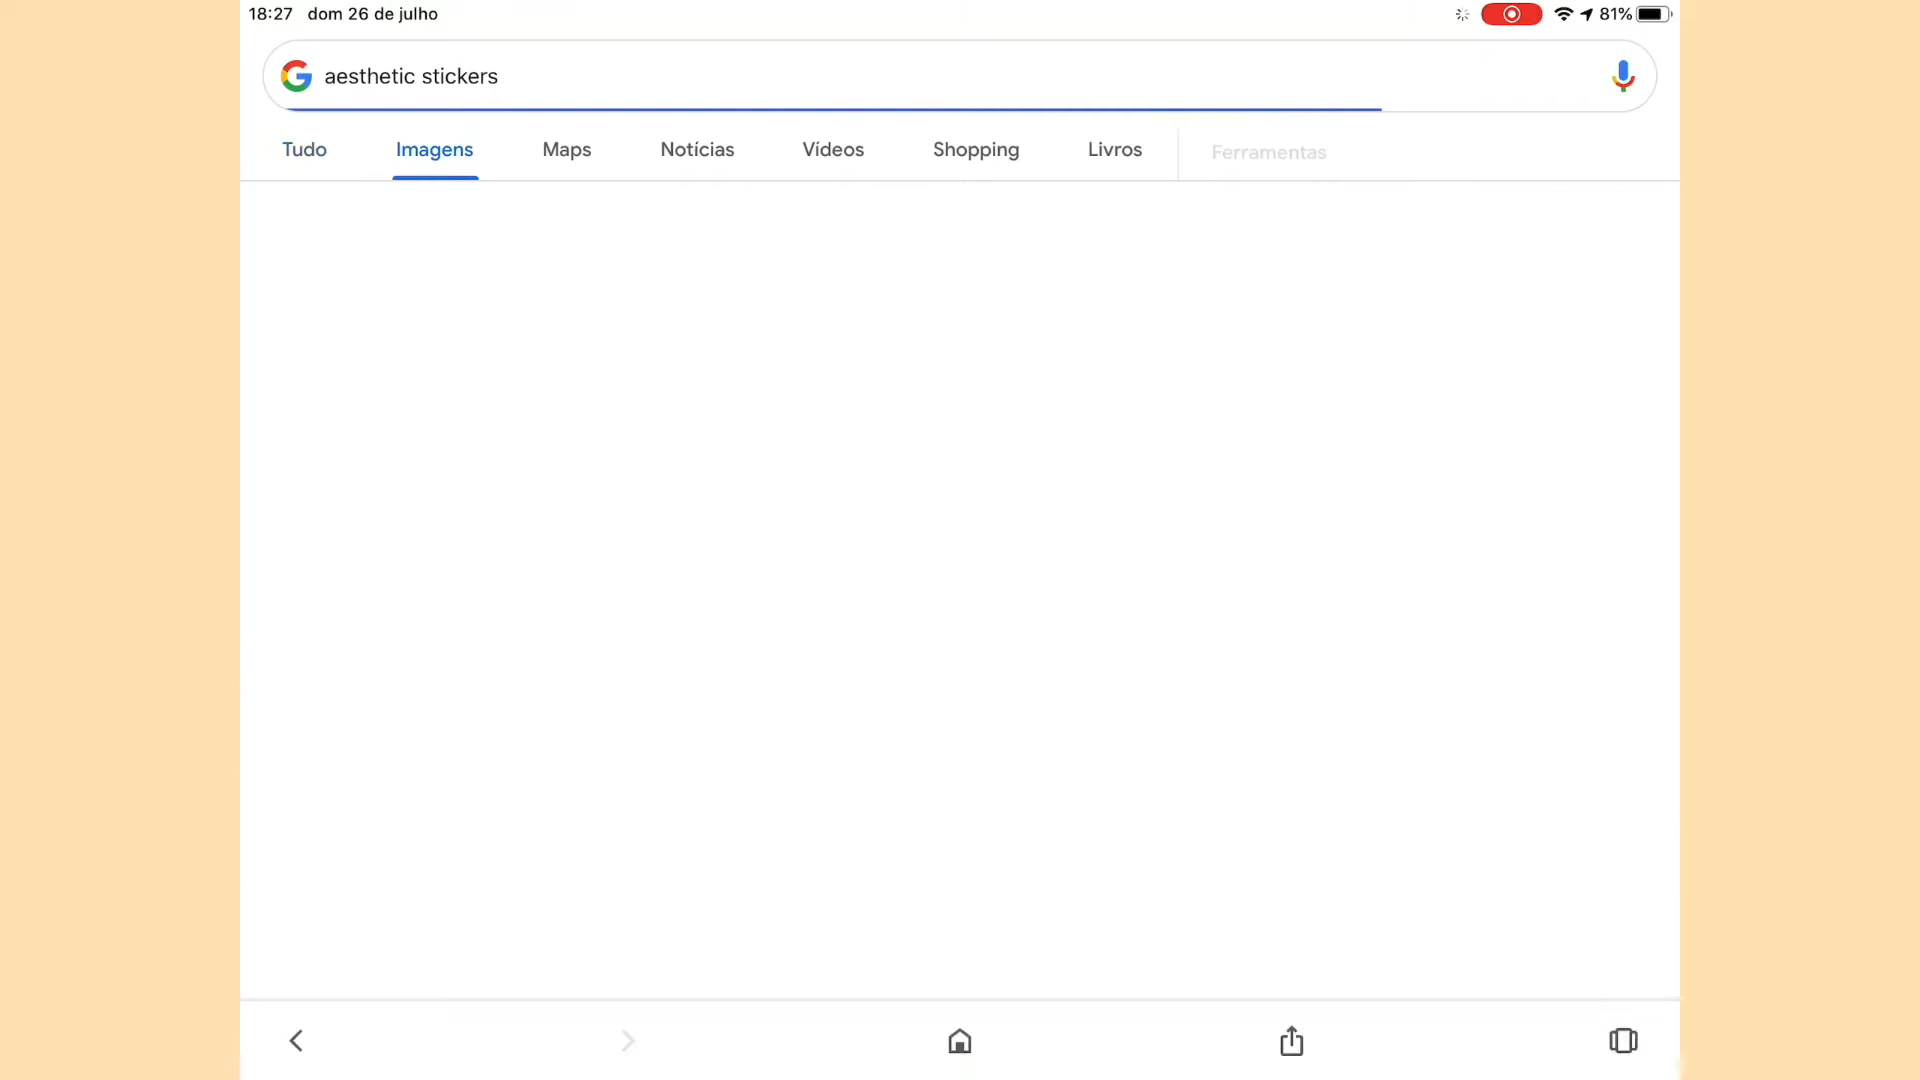 18:27 dom 26 de julho 81%
aesthetic stickers
Tudo Imagens Maps Notícias Vídeos Shopping Livros Ferramentas